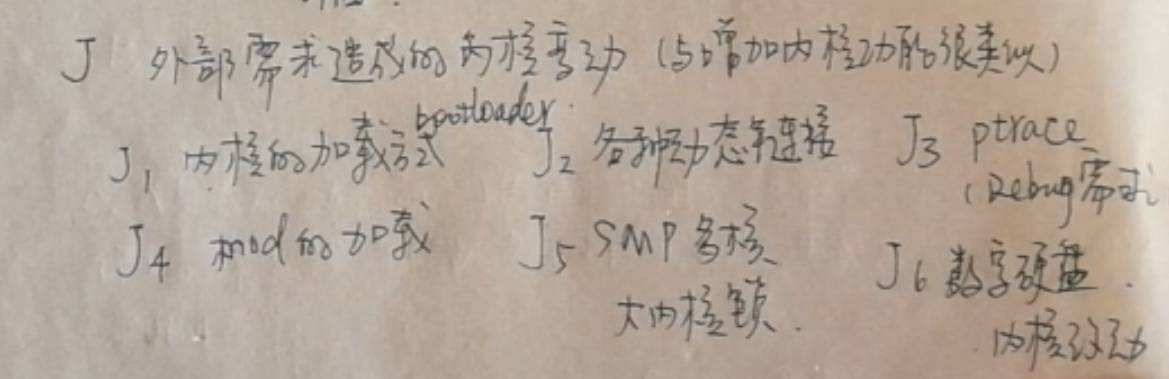 J 外部需求造成的内核变动（与增加内核功能很类似）
J1 内核的加载方式 bootloader. J2 各种动态链接 J3 ptrace
（Debug需求
J4 mod的加载 J5 SMP多核 J6 数字硬盘.
大内核锁. 内核改动